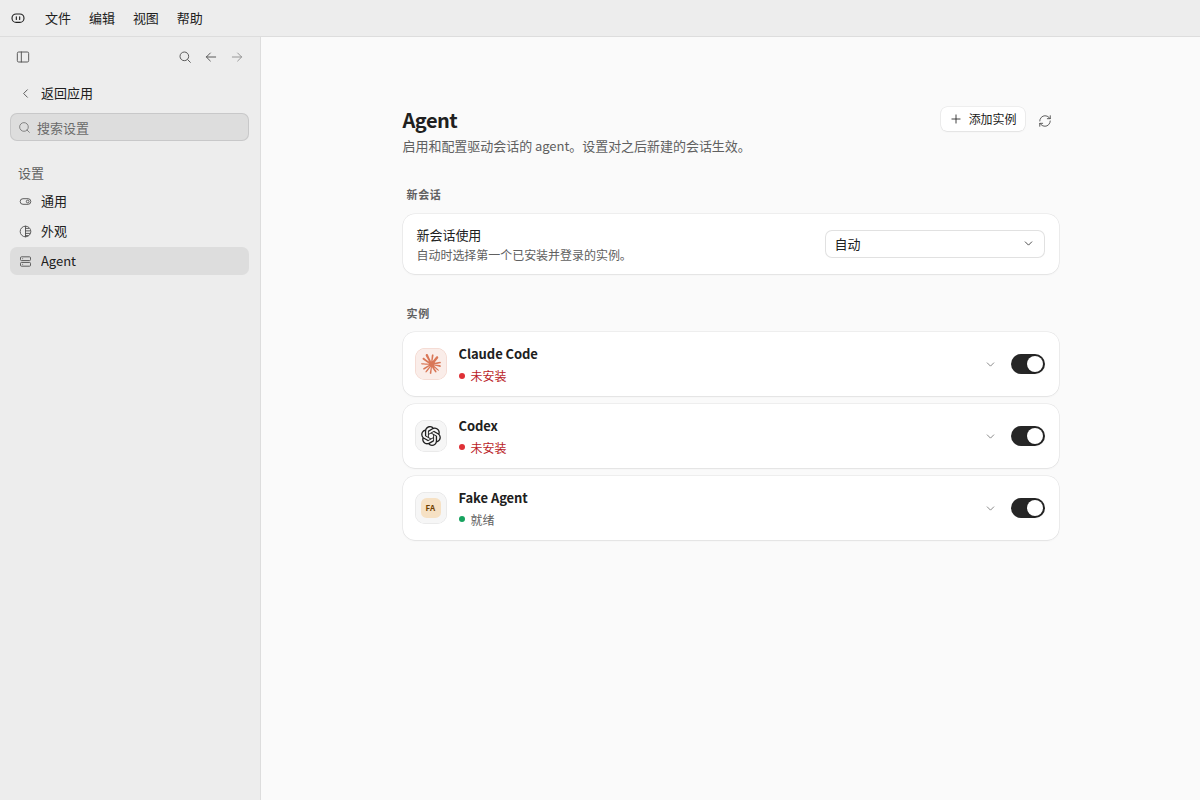 文件 编辑 视图 帮助
返回应用
搜索设置
设置
通用
外观
Agent
Agent
添加实例
启用和配置驱动会话的 agent。设置对之后新建的会话生效。
新会话
新会话使用
自动时选择第一个已安装并登录的实例。
自动
实例
Claude Code
未安装
Codex
未安装
FA
Fake Agent
就绪